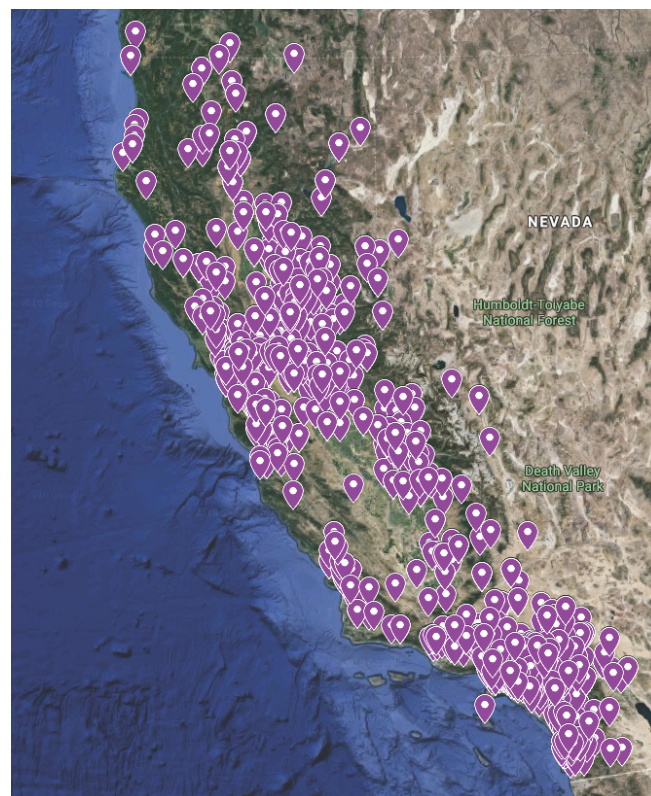 NEVADA
Humboldt-Toiyabe
National Forest
Death Valley
National Park